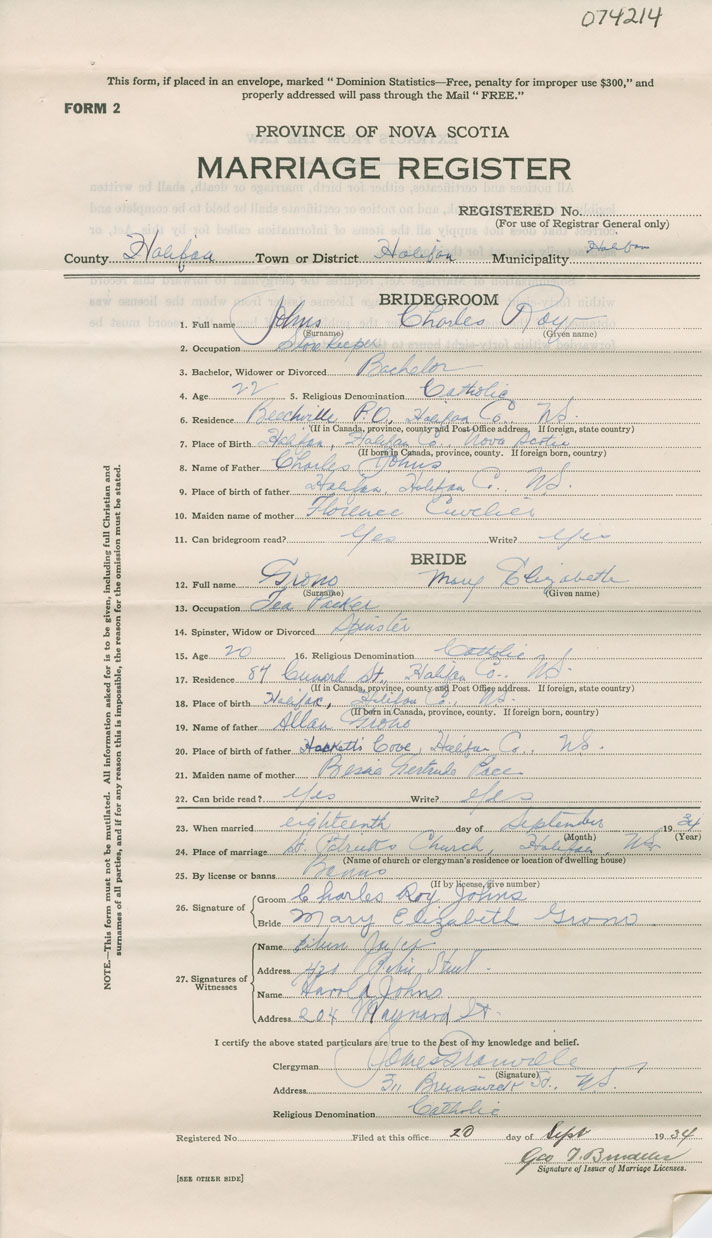 074214
This form, if placed in an envelope, marked "Dominion Statistics—Free, penalty for improper use $300," and
properly addressed will pass through the Mail "FREE."
FORM 2
PROVINCE OF NOVA SCOTIA
MARRIAGE REGISTER
REGISTERED No.
(For use of Registrar General only)
County Halifax Town or District Halifax Municipality Halifax
BRIDEGROOM
1. Full name Johns Charles Roy
(Surname) (Given name)
2. Occupation Storekeeper
3. Bachelor, Widower or Divorced Bachelor
4. Age 22 5. Religious Denomination Catholic
6. Residence Beechville P.O., Halifax Co., N.S.
(If in Canada, province, county and Post Office address. If foreign, state country)
7. Place of Birth Halifax, Halifax Co., Nova Scotia
(If born in Canada, province, county. If foreign born, country)
8. Name of Father Charles Johns
9. Place of birth of father Halifax, Halifax Co., N.S.
10. Maiden name of mother Florence Cuvelier
11. Can bridegroom read? Yes Write? Yes
BRIDE
12. Full name Grono Mary Elizabeth
(Surname) (Given name)
13. Occupation Tea Packer
14. Spinster, Widow or Divorced Spinster
15. Age 20 16. Religious Denomination Catholic
17. Residence 87 Cunard St., Halifax Co., N.S.
(If in Canada, province, county and Post Office address. If foreign, state country)
18. Place of birth Halifax, Halifax Co., N.S.
(If born in Canada, province, county. If foreign born, country)
19. Name of father Allan Grono
20. Place of birth of father Hacketts Cove, Halifax Co., N.S.
21. Maiden name of mother Bessie Gertrude Pace
22. Can bride read? Yes Write? Yes
23. When married eighteenth day of September 1934
(Month) (Year)
24. Place of marriage St. Patricks Church, Halifax, N.S.
(Name of church or clergyman's residence or location of dwelling house)
25. By license or banns Banns
(If by license, give number)
26. Signature of
Groom Charles Roy Johns
Bride Mary Elizabeth Grono
27. Signatures of Witnesses
Name
Address Street
Name Harold Johns
Address 204 Maynard St.
I certify the above stated particulars are true to the best of my knowledge and belief.
Clergyman Granville
(Signature)
Address Brunswick St., N.S.
Religious Denomination Catholic
Registered No. Filed at this office 20 day of Sept 1934
Geo
Signature of Issuer of Marriage Licenses.
[SEE OTHER SIDE]
NOTE.—This form must not be mutilated. All information asked for is to be given, including full Christian and
surnames of all parties, and if for any reason this is impossible, the reason for the omission must be stated.